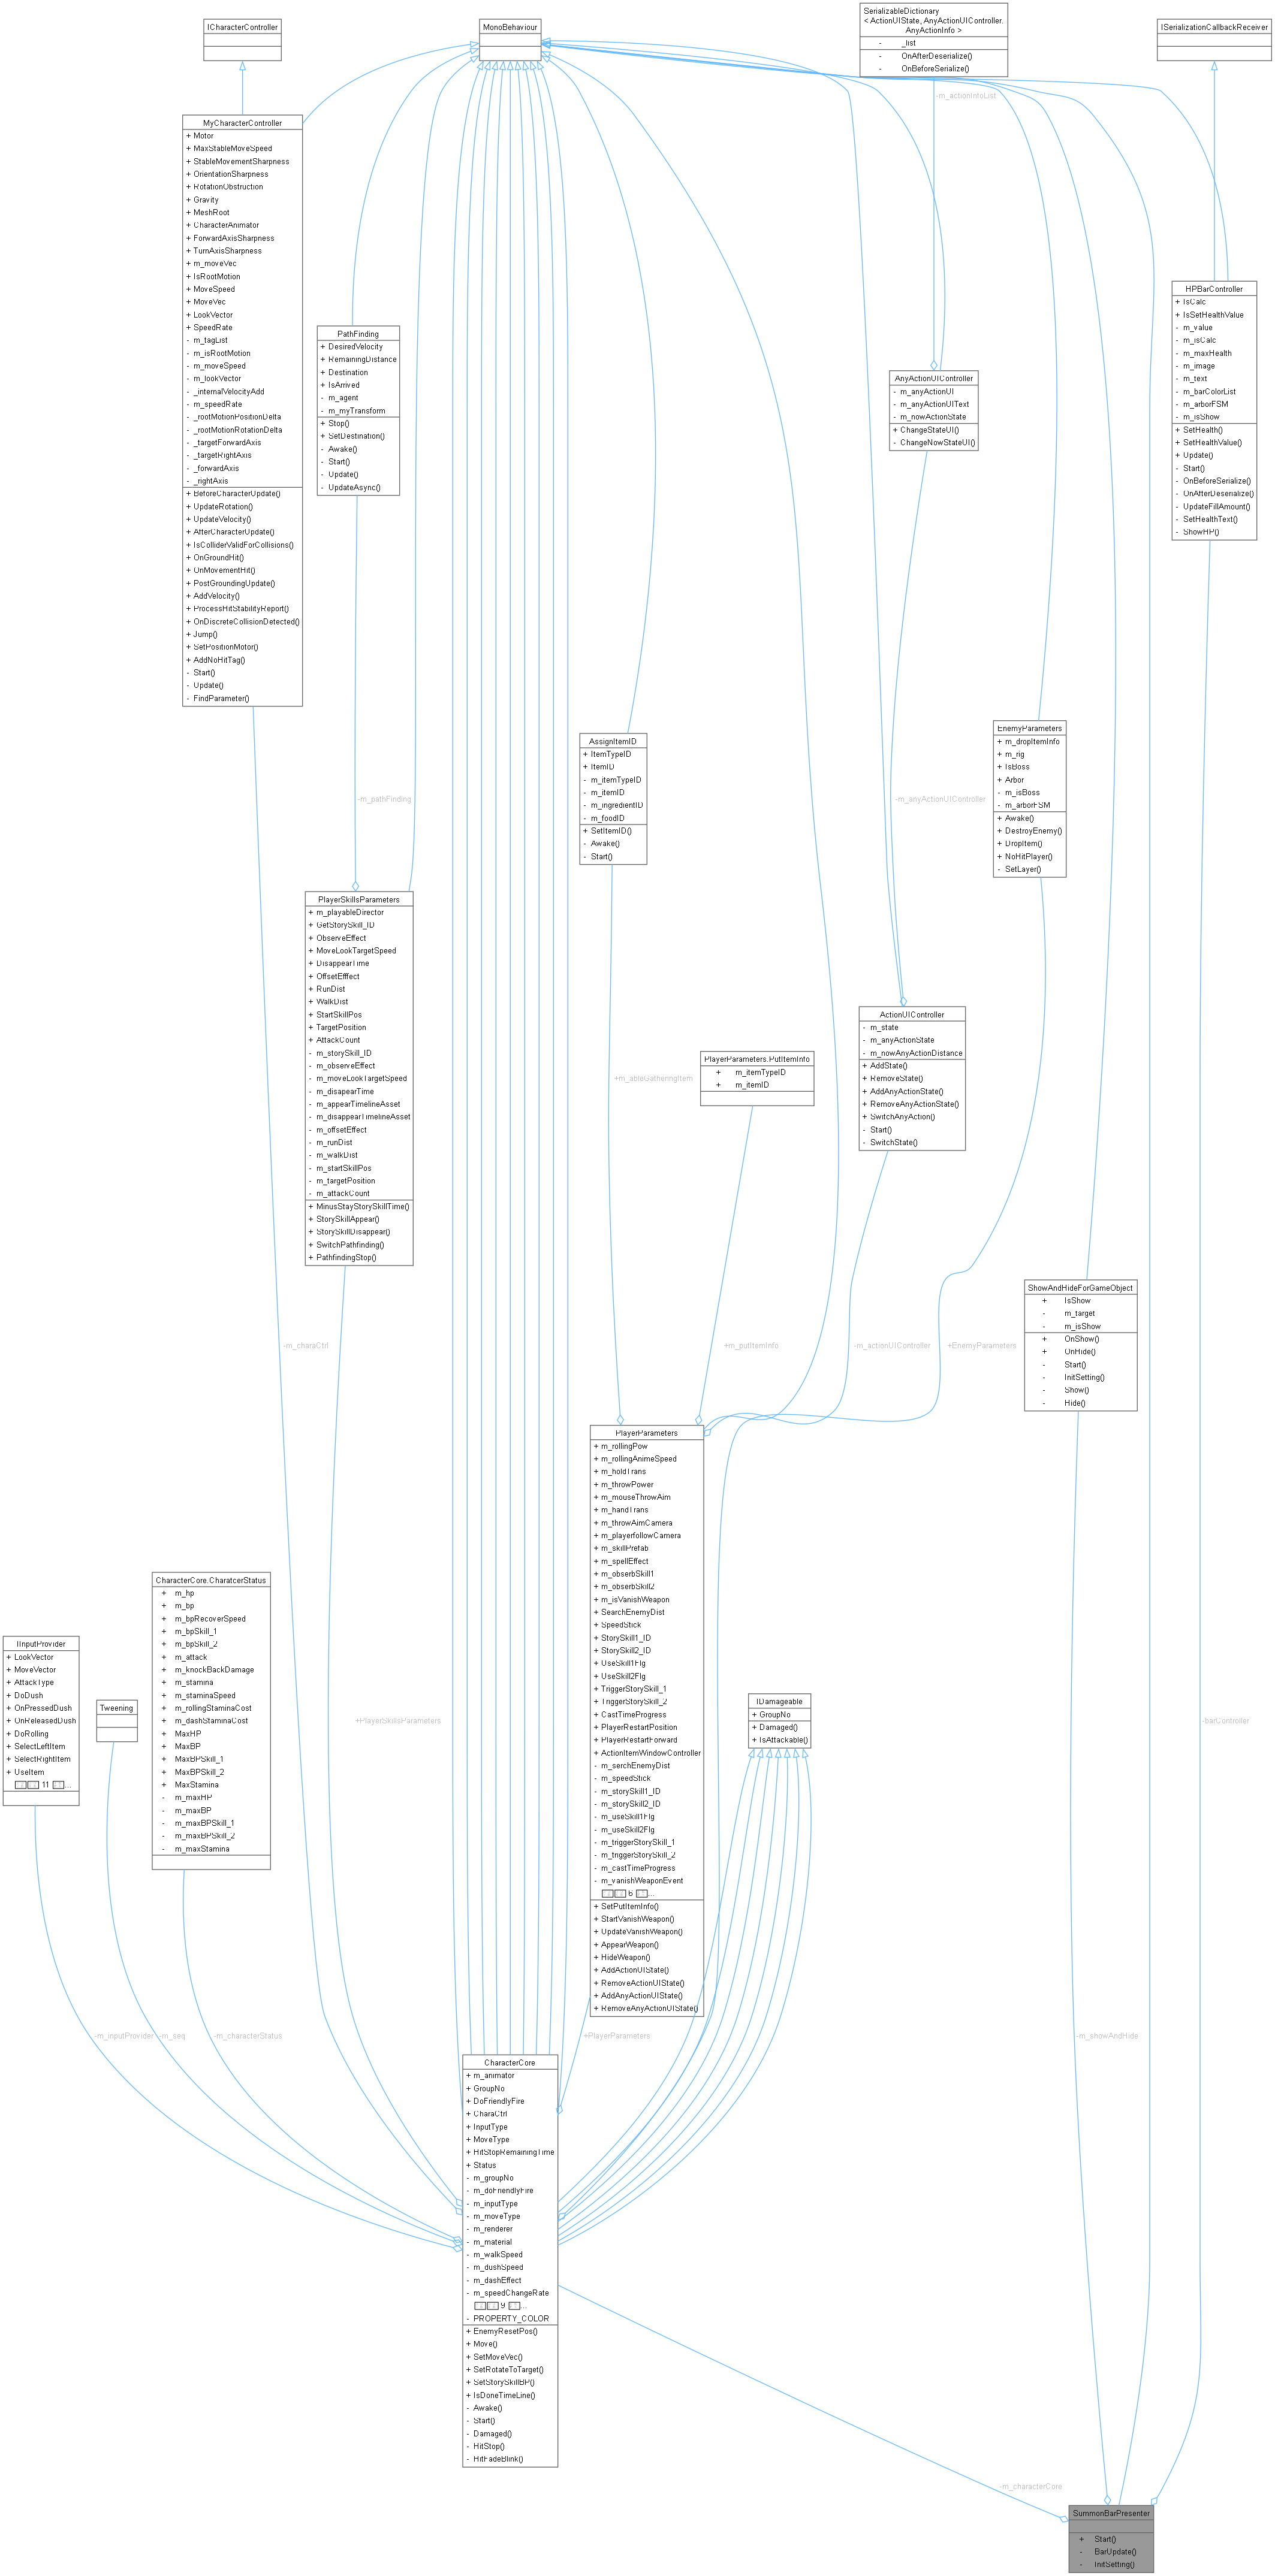 ICharacterController
MonoBehaviour
SerializableDictionary
< ActionUIState, AnyActionUIController.
AnyActionInfo >
- _list
- OnAfterDeserialize()
- OnBeforeSerialize()
ISerializationCallbackReceiver
-m_actionInfoList
MyCharacterController
+ Motor
+ MaxStableMoveSpeed
+ StableMovementSharpness
+ OrientationSharpness
+ RotationObstruction
+ Gravity
+ MeshRoot
+ CharacterAnimator
+ ForwardAxisSharpness
+ TurnAxisSharpness
+ m_moveVec
+ IsRootMotion
+ MoveSpeed
+ MoveVec
+ LookVector
+ SpeedRate
- m_tagList
- m_isRootMotion
- m_moveSpeed
- m_lookVector
- _internalVelocityAdd
- m_speedRate
- _rootMotionPositionDelta
- _rootMotionRotationDelta
- _targetForwardAxis
- _targetRightAxis
- _forwardAxis
- _rightAxis
+ BeforeCharacterUpdate()
+ UpdateRotation()
+ UpdateVelocity()
+ AfterCharacterUpdate()
+ IsColliderValidForCollisions()
+ OnGroundHit()
+ OnMovementHit()
+ PostGroundingUpdate()
+ AddVelocity()
+ ProcessHitStabilityReport()
+ OnDiscreteCollisionDetected()
+ Jump()
+ SetPositionMotor()
+ AddNoHitTag()
- Start()
- Update()
- FindParameter()
PathFinding
+ DesiredVelocity
+ RemainingDistance
+ Destination
+ IsArrived
- m_agent
- m_myTransform
+ Stop()
+ SetDestination()
- Awake()
- Start()
- Update()
- UpdateAsync()
HPBarController
+ IsCalc
+ IsSetHealthValue
- m_value
- m_isCalc
- m_maxHealth
- m_image
- m_text
- m_barColorList
- m_arborFSM
- m_isShow
+ SetHealth()
+ SetHealthValue()
+ Update()
- Start()
- OnBeforeSerialize()
- OnAfterDeserialize()
- UpdateFillAmount()
- SetHealthText()
- ShowHP()
AnyActionUIController
- m_anyActionUI
- m_anyActionUIText
- m_nowActionState
+ ChangeStateUI()
- ChangeNowStateUI()
EnemyParameters
+ m_dropItemInfo
+ m_rig
+ IsBoss
+ Arbor
- m_isBoss
- m_arborFSM
+ Awake()
+ DestroyEnemy()
+ DropItem()
+ NoHitPlayer()
- SetLayer()
AssignItemID
+ ItemTypeID
+ ItemID
- m_itemTypeID
- m_itemID
- m_ingredientID
- m_foodID
+ SetItemID()
- Awake()
- Start()
-m_pathFinding
-m_anyActionUIController
PlayerSkillsParameters
+ m_playableDirector
+ GetStorySkill_ID
+ ObserveEffect
+ MoveLookTargetSpeed
+ DisappearTime
+ OffsetEfffect
+ RunDist
+ WalkDist
+ StartSkillPos
+ TargetPosition
+ AttackCount
- m_storySkill_ID
- m_observeEffect
- m_moveLookTargetSpeed
- m_disapearTime
- m_appearTimelineAsset
- m_disappearTimelineAsset
- m_offsetEffect
- m_runDist
- m_walkDist
- m_startSkillPos
- m_targetPosition
- m_attackCount
+ MinusStayStorySkillTime()
+ StorySkillAppear()
+ StorySkillDisappear()
+ SwitchPathfinding()
+ PathfindingStop()
ActionUIController
- m_state
- m_anyActionState
- m_nowAnyActionDistance
+ AddState()
+ RemoveState()
+ AddAnyActionState()
+ RemoveAnyActionState()
+ SwitchAnyAction()
- Start()
- SwitchState()
PlayerParameters.PutItemInfo
+ m_itemTypeID
+ m_itemID
+m_ableGatheringItem
ShowAndHideForGameObject
+ IsShow
- m_target
- m_isShow
+ OnShow()
+ OnHide()
- Start()
- InitSetting()
- Show()
- Hide()
-m_charaCtrl
+m_putItemInfo
-m_actionUIController
+EnemyParameters
PlayerParameters
+ m_rollingPow
+ m_rollingAnimeSpeed
+ m_holdTrans
+ m_throwPower
+ m_mouseThrowAim
+ m_handTrans
+ m_throwAimCamera
+ m_playerfollowCamera
+ m_skillPrefab
+ m_spellEffect
+ m_obserbSkill1
+ m_obserbSkill2
+ m_isVanishWeapon
+ SearchEnemyDist
+ SpeedStick
+ StorySkill1_ID
+ StorySkill2_ID
+ UseSkill1Flg
+ UseSkill2Flg
+ TriggerStorySkill_1
+ TriggerStorySkill_2
+ CastTimeProgress
+ PlayerRestartPosition
+ PlayerRestartForward
+ ActionItemWindowController
- m_serchEnemyDist
- m_speedStick
- m_storySkill1_ID
- m_storySkill2_ID
- m_useSkill1Flg
- m_useSkill2Flg
- m_triggerStorySkill_1
- m_triggerStorySkill_2
- m_castTimeProgress
- m_vanishWeaponEvent
6 ...
+ SetPutItemInfo()
+ StartVanishWeapon()
+ UpdateVanishWeapon()
+ AppearWeapon()
+ HideWeapon()
+ AddActionUIState()
+ RemoveActionUIState()
+ AddAnyActionUIState()
+ RemoveAnyActionUIState()
CharacterCore.CharatcerStatus
+ m_hp
+ m_bp
+ m_bpRecoverSpeed
+ m_bpSkill_1
+ m_bpSkill_2
+ m_attack
+ m_knockBackDamage
+ m_stamina
+ m_staminaSpeed
+ m_rollingStaminaCost
+ m_dashStaminaCost
+ MaxHP
+ MaxBP
+ MaxBPSkill_1
+ MaxBPSkill_2
+ MaxStamina
- m_maxHP
- m_maxBP
- m_maxBPSkill_1
- m_maxBPSkill_2
- m_maxStamina
IInputProvider
+ LookVector
+ MoveVector
+ AttackType
+ DoDush
+ OnPressedDush
+ OnReleasedDush
+ DoRolling
+ SelectLeftItem
+ SelectRightItem
+ UseItem
11 ...
Tweening
IDamageable
+ GroupNo
+ Damaged()
+ IsAttackable()
+PlayerSkillsParameters
-barController
-m_inputProvider
-m_seq
-m_characterStatus
+PlayerParameters
-m_showAndHide
CharacterCore
+ m_animator
+ GroupNo
+ DoFriendlyFire
+ CharaCtrl
+ InputType
+ MoveType
+ HitStopRemainingTime
+ Status
- m_groupNo
- m_doFriendlyFire
- m_inputType
- m_moveType
- m_renderer
- m_material
- m_walkSpeed
- m_dushSpeed
- m_dashEffect
- m_speedChangeRate
9 ...
- PROPERTY_COLOR
+ EnemyResetPos()
+ Move()
+ SetMoveVec()
+ SetRotateToTarget()
+ SetStorySkillBP()
+ IsDoneTimeLine()
- Awake()
- Start()
- Damaged()
- HitStop()
- HitFadeBlink()
-m_characterCore
SummonBarPresenter
+ Start()
- BarUpdate()
- InitSetting()